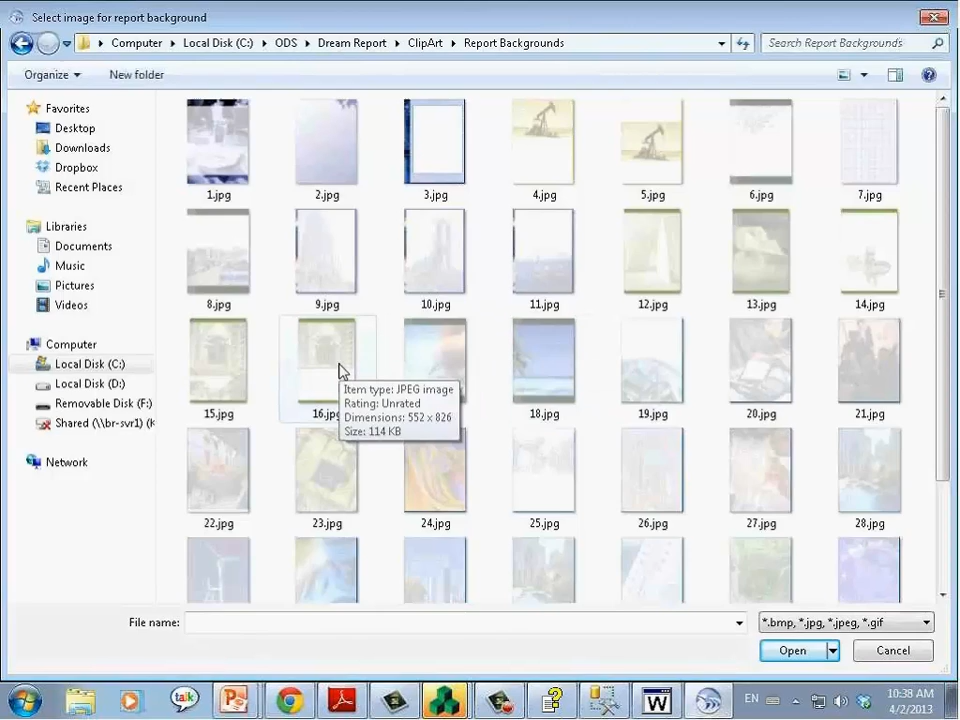 Select image for report background
Computer Local Disk (C:) ODS Dream Report ClipArt Report Backgrounds
Search Report Backgrounds
Organize New folder
Favorites
Desktop
Downloads
Dropbox
Recent Places
Libraries
Documents
Music
Pictures
Videos
Computer
Local Disk (C:)
Local Disk (D:)
Removable Disk (F:)
Shared (\\br-svr1) (K
Network
1.jpg 2.jpg 3.jpg 4.jpg 5.jpg 6.jpg 7.jpg
8.jpg 9.jpg 10.jpg 11.jpg 12.jpg 13.jpg 14.jpg
15.jpg 16.jpg 18.jpg 19.jpg 20.jpg 21.jpg
Item type: JPEG image
Rating: Unrated
Dimensions: 552 x 826
Size: 114 KB
22.jpg 23.jpg 24.jpg 25.jpg 26.jpg 27.jpg 28.jpg
File name:
*.bmp, *.jpg, *.jpeg, *.gif
Open Cancel
talk
EN
10:38 AM
4/2/2013